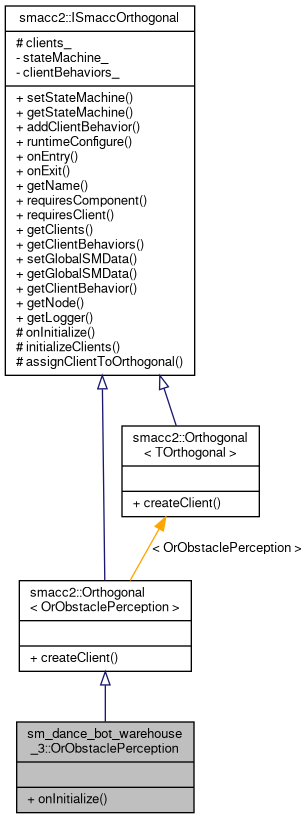 smacc2::ISmaccOrthogonal
# clients_
- stateMachine_
- clientBehaviors_
+ setStateMachine()
+ getStateMachine()
+ addClientBehavior()
+ runtimeConfigure()
+ onEntry()
+ onExit()
+ getName()
+ requiresComponent()
+ requiresClient()
+ getClients()
+ getClientBehaviors()
+ setGlobalSMData()
+ getGlobalSMData()
+ getClientBehavior()
+ getNode()
+ getLogger()
# onInitialize()
# initializeClients()
# assignClientToOrthogonal()
smacc2::Orthogonal
< TOrthogonal >
+ createClient()
< OrObstaclePerception >
smacc2::Orthogonal
< OrObstaclePerception >
+ createClient()
sm_dance_bot_warehouse
_3::OrObstaclePerception
+ onInitialize()